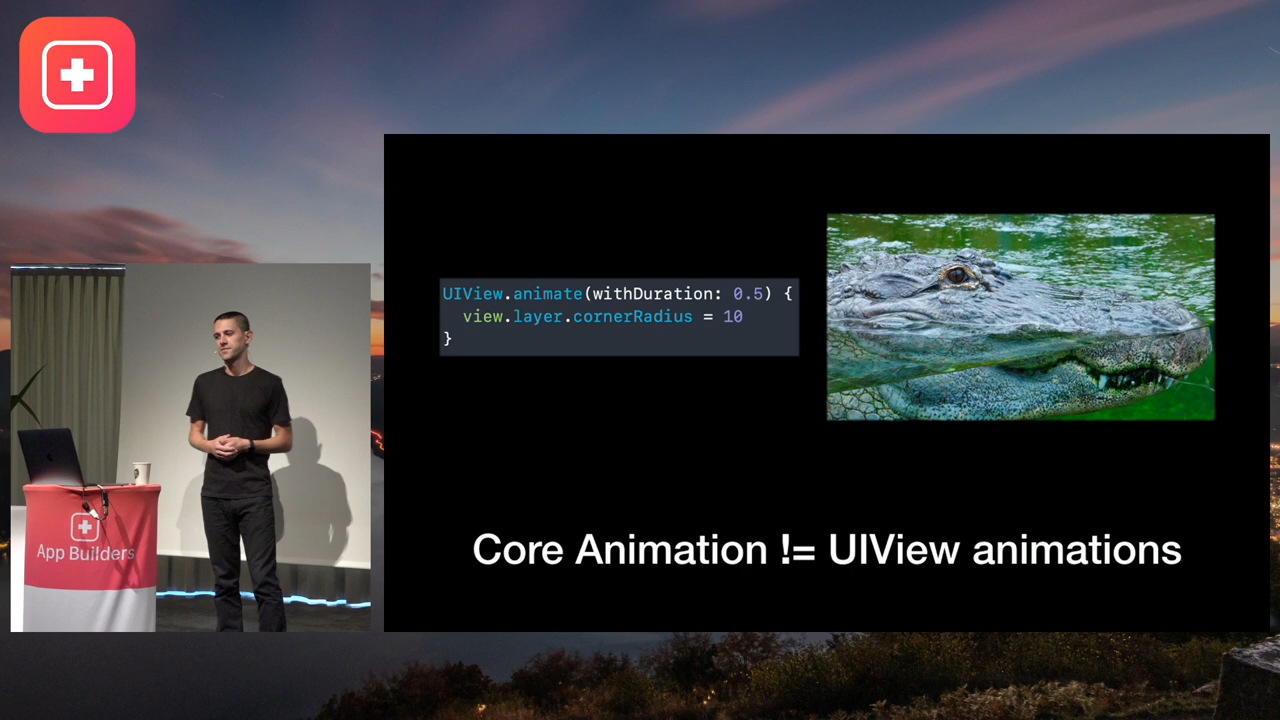 UIView.animate(withDuration: 0.5) {
view.layer.cornerRadius = 10
}
Core Animation != UIView animations
App Builders